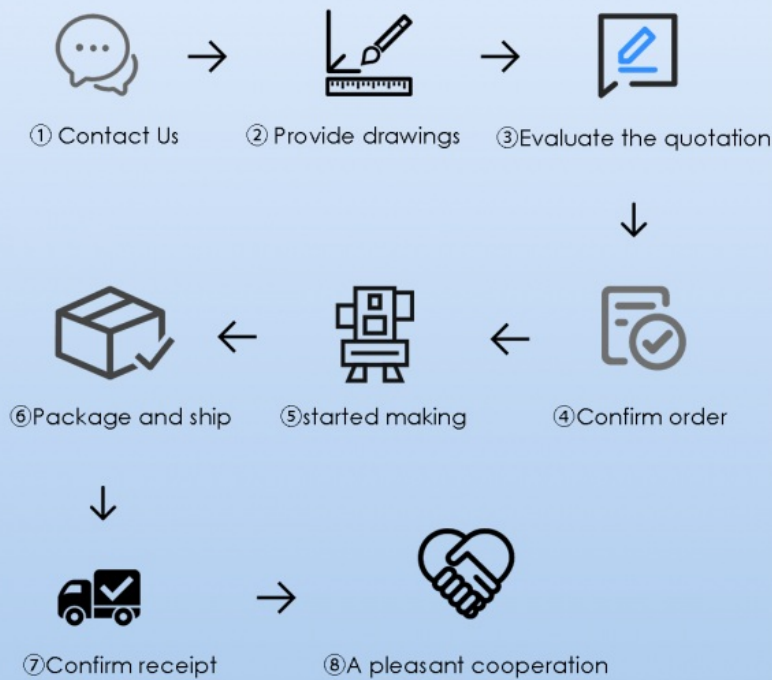 ① Contact Us
② Provide drawings
③Evaluate the quotation
④Confirm order
⑤started making
⑥Package and ship
⑦Confirm receipt
⑧A pleasant cooperation